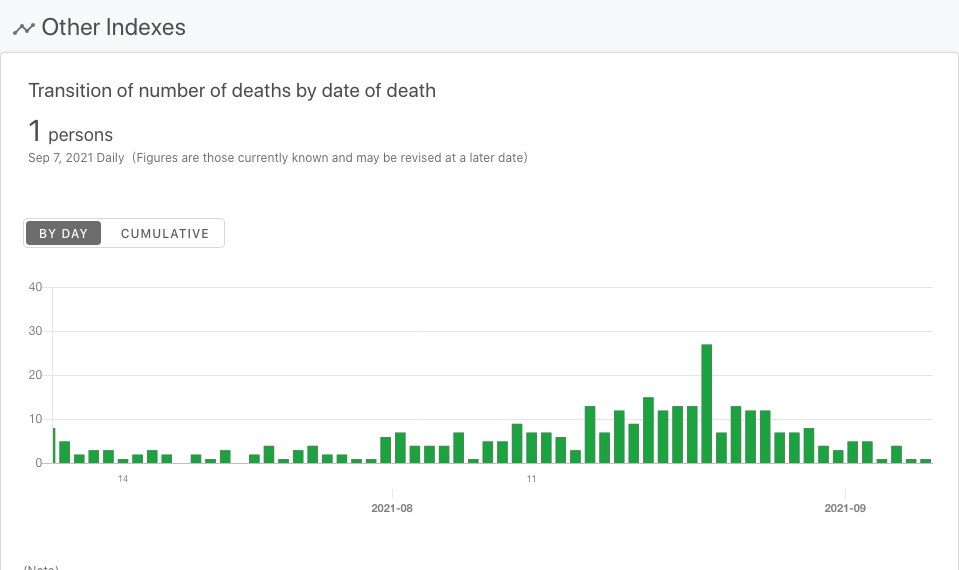 Other Indexes
Transition of number of deaths by date of death
1 persons
Sep 7, 2021 Daily (Figures are those currently known and may be revised at a later date)
BY DAY CUMULATIVE
40
30
20
10
0
14 11
2021-08 2021-09
(Note)